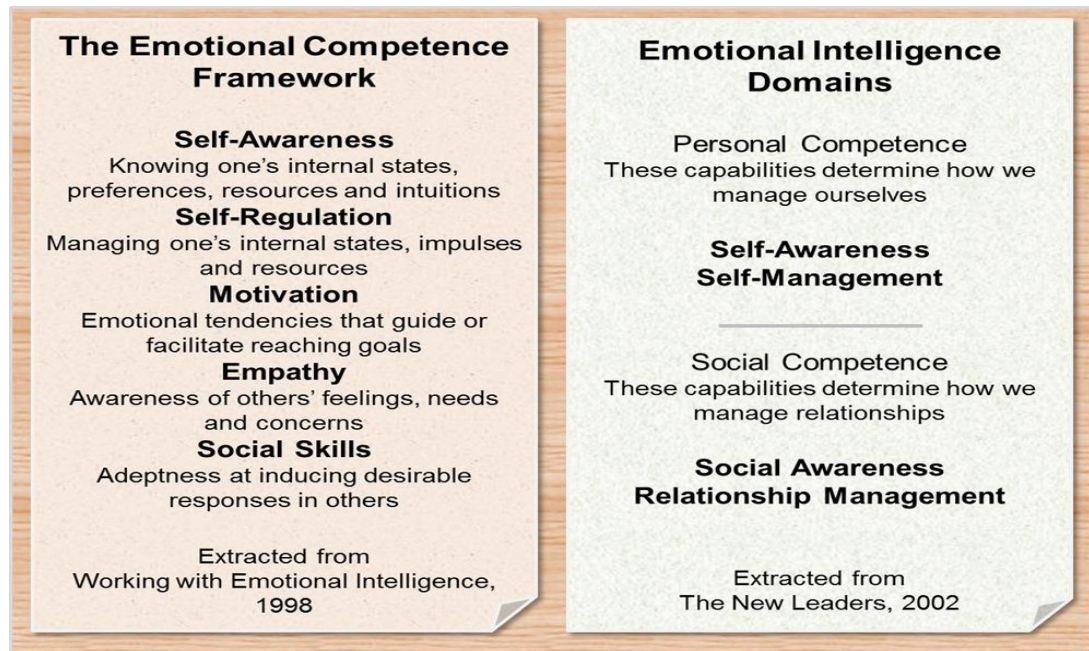 The Emotional Competence
Framework
Self-Awareness
Knowing one’s internal states,
preferences, resources and intuitions
Self-Regulation
Managing one’s internal states, impulses
and resources
Motivation
Emotional tendencies that guide or
facilitate reaching goals
Empathy
Awareness of others’ feelings, needs
and concerns
Social Skills
Adeptness at inducing desirable
responses in others
Extracted from
Working with Emotional Intelligence,
1998
Emotional Intelligence
Domains
Personal Competence
These capabilities determine how we
manage ourselves
Self-Awareness
Self-Management
Social Competence
These capabilities determine how we
manage relationships
Social Awareness
Relationship Management
Extracted from
The New Leaders, 2002